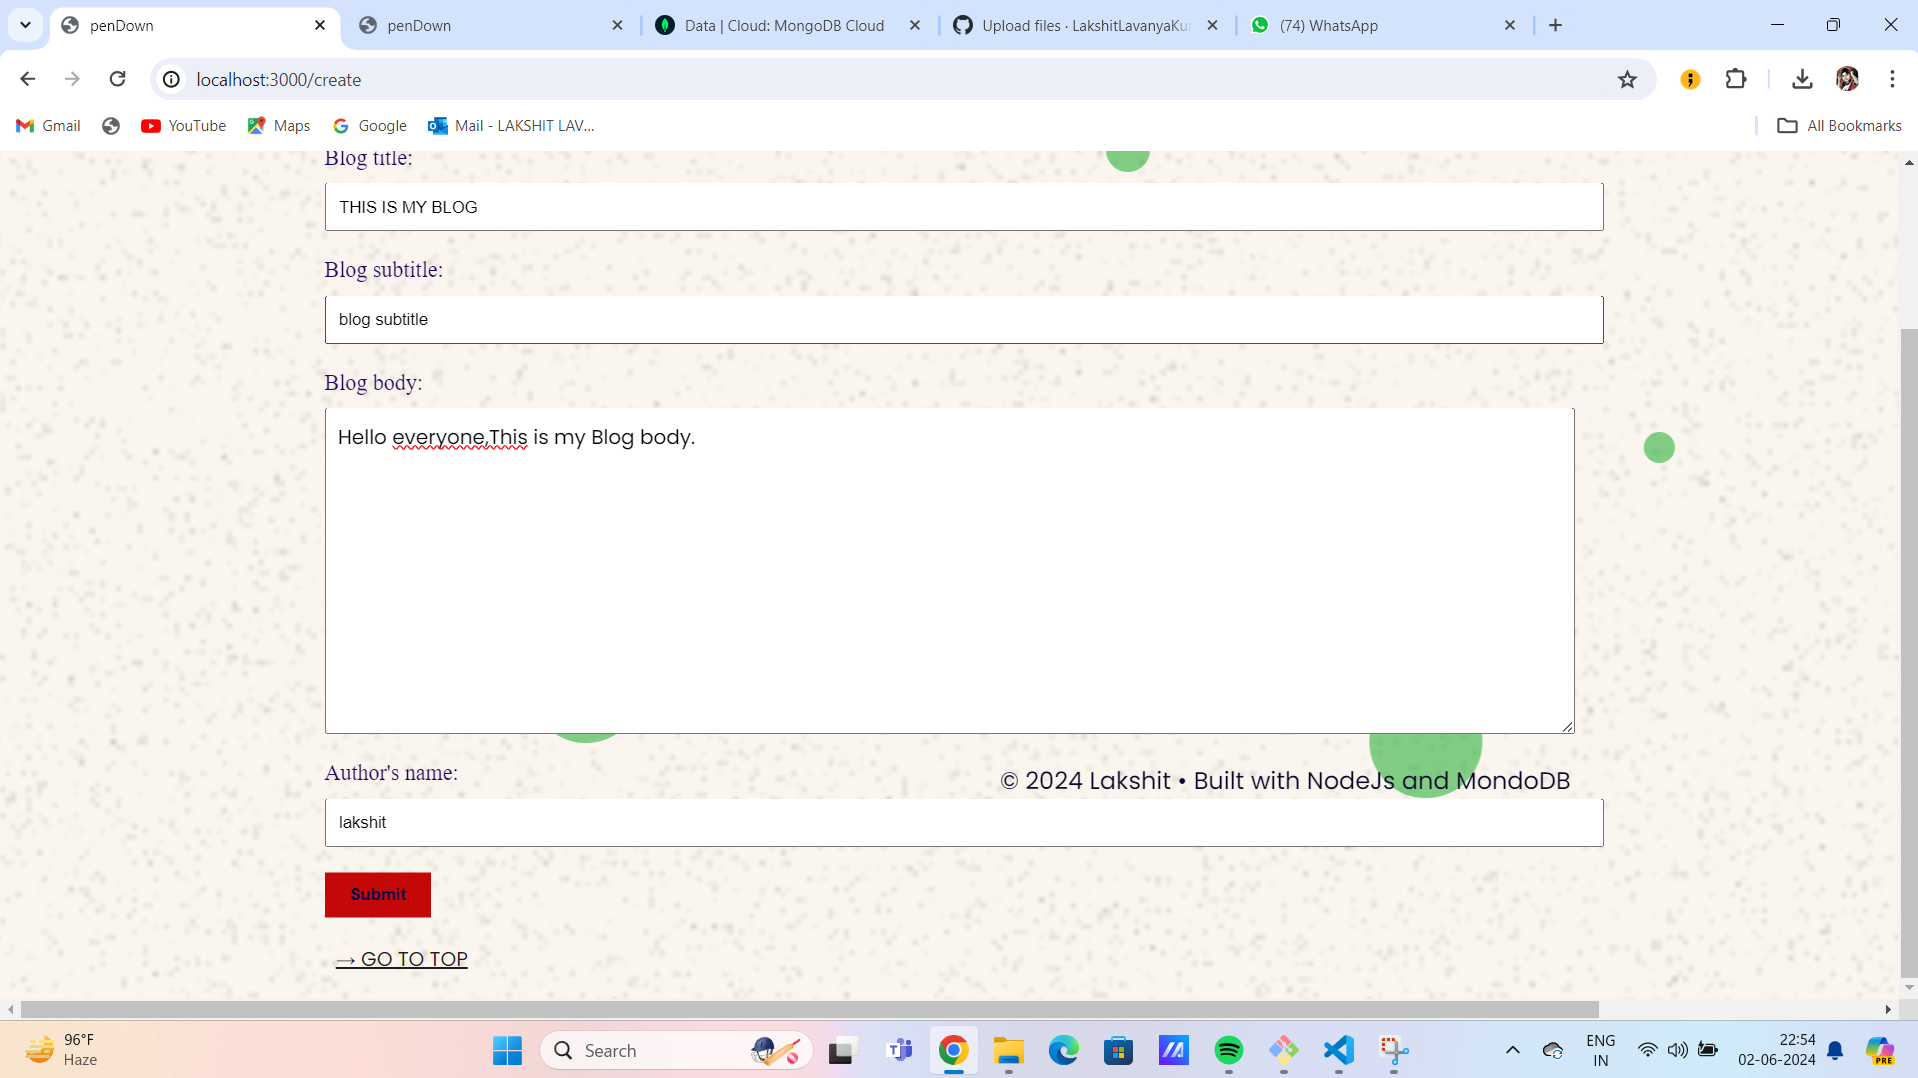 penDown
penDown
Data | Cloud: MongoDB Cloud
Upload files · LakshitLavanyaKu
(74) WhatsApp
localhost:3000/create
Gmail
YouTube
Maps
Google
Mail - LAKSHIT LAV...
All Bookmarks
Blog title:
THIS IS MY BLOG
Blog subtitle:
blog subtitle
Blog body:
Hello everyone,This is my Blog body.
Author's name:
© 2024 Lakshit • Built with NodeJs and MondoDB
lakshit
Submit
→ GO TO TOP
96°F
Haze
Search
ENG
IN
22:54
02-06-2024
PRE